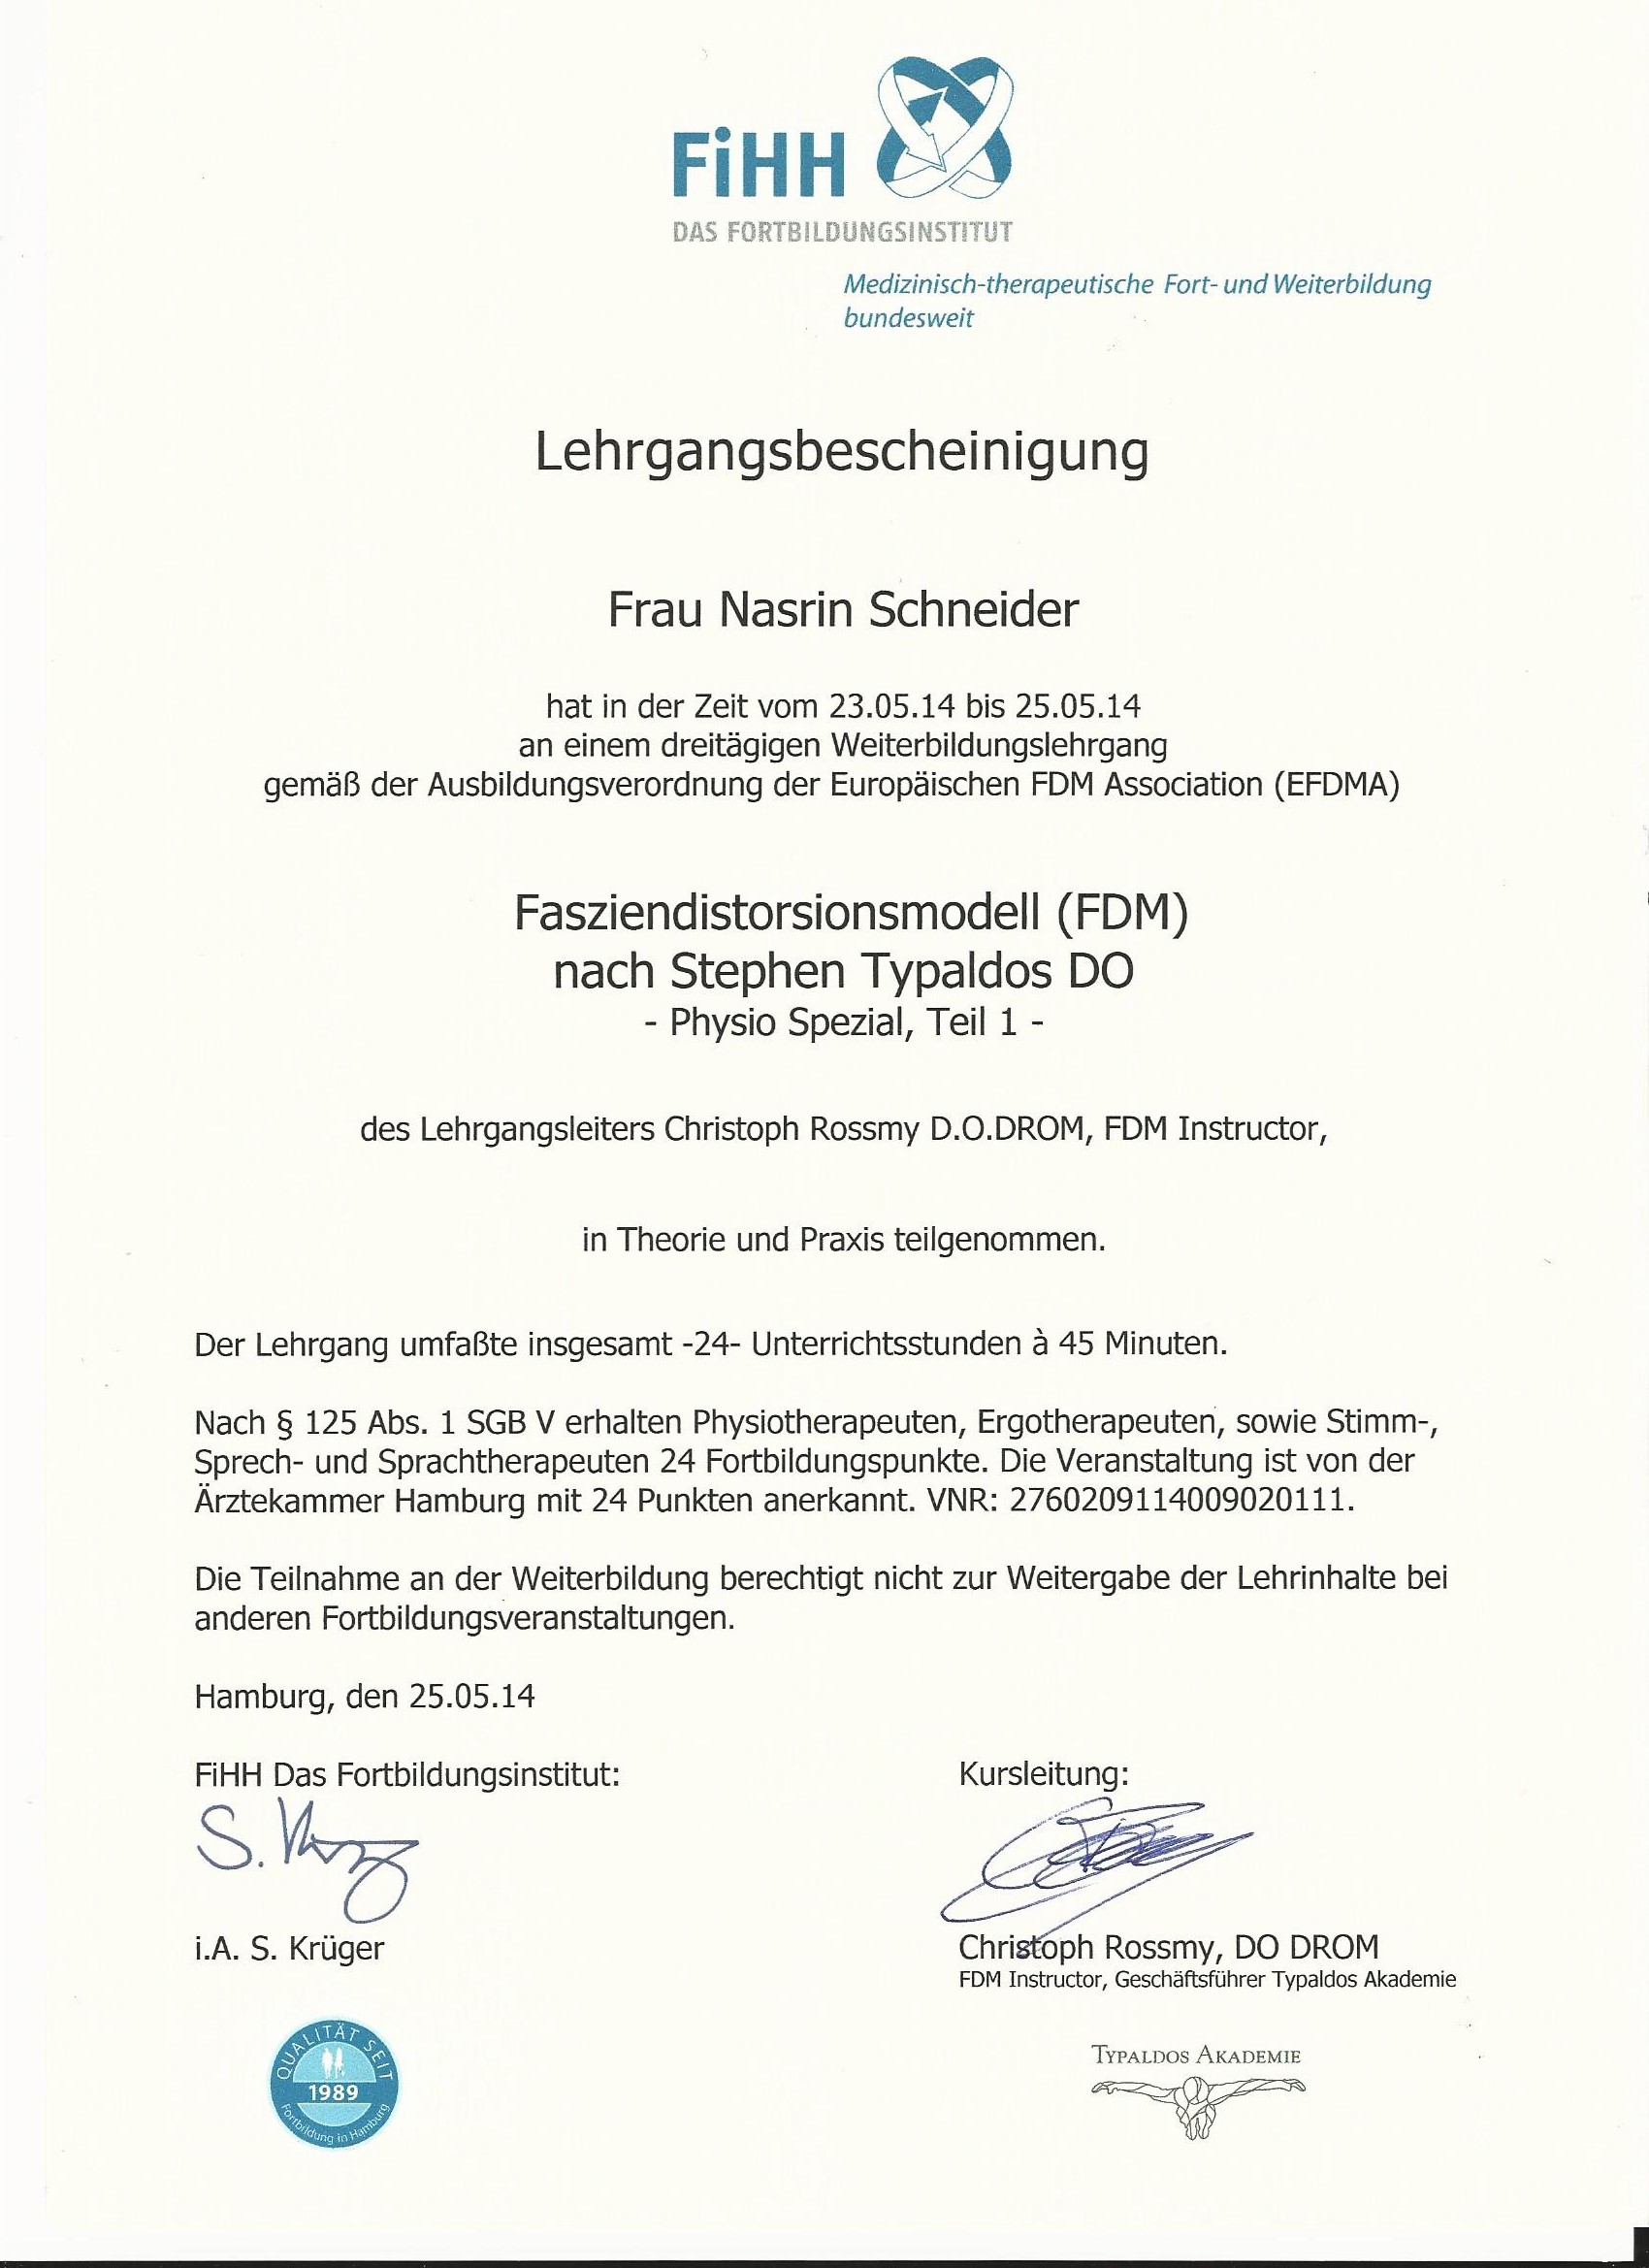 FiHH
DAS FORTBILDUNGSINSTITUT
Medizinisch-therapeutische Fort- und Weiterbildung
bundesweit
Lehrgangsbescheinigung
Frau Nasrin Schneider
hat in der Zeit vom 23.05.14 bis 25.05.14
an einem dreitägigen Weiterbildungslehrgang
gemäß der Ausbildungsverordnung der Europäischen FDM Association (EFDMA)
Fasziendistorsionsmodell (FDM)
nach Stephen Typaldos DO
- Physio Spezial, Teil 1 -
des Lehrgangsleiters Christoph Rossmy D.O.DROM, FDM Instructor,
in Theorie und Praxis teilgenommen.
Der Lehrgang umfaßte insgesamt -24- Unterrichtsstunden à 45 Minuten.
Nach § 125 Abs. 1 SGB V erhalten Physiotherapeuten, Ergotherapeuten, sowie Stimm-,
Sprech- und Sprachtherapeuten 24 Fortbildungspunkte. Die Veranstaltung ist von der
Ärztekammer Hamburg mit 24 Punkten anerkannt. VNR: 2760209114009020111.
Die Teilnahme an der Weiterbildung berechtigt nicht zur Weitergabe der Lehrinhalte bei
anderen Fortbildungsveranstaltungen.
Hamburg, den 25.05.14
FiHH Das Fortbildungsinstitut:
Kursleitung:
S.
i.A. S. Krüger
Christoph Rossmy, DO DROM
FDM Instructor, Geschäftsführer Typaldos Akademie
QUALITÄT SEIT
1989
Fortbildung in Hamburg
TYPALDOS AKADEMIE